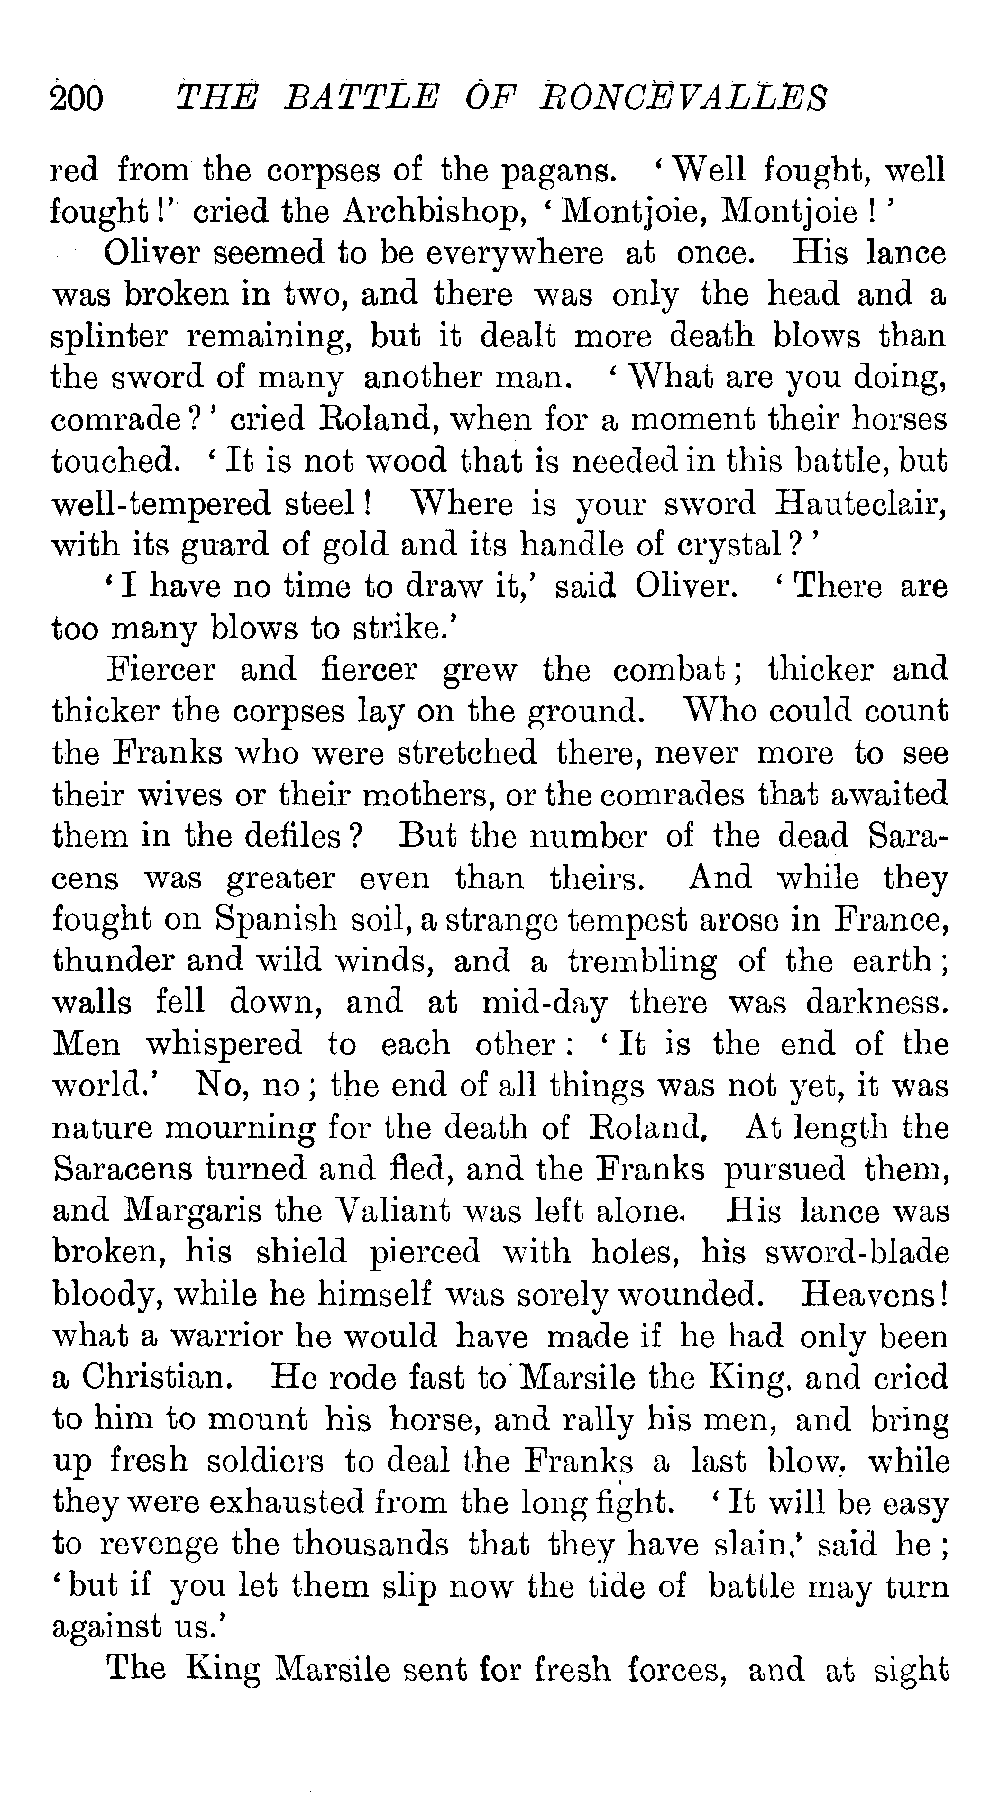 200 THE BATTLE OF RONCEVALLES
red from the corpses of the pagans. ‘Well fought, well
fought!’ cried the Archbishop, ‘Montjoie, Montjoie!’
Oliver seemed to be everywhere at once. His lance
was broken in two, and there was only the head and a
splinter remaining, but it dealt more death blows than
the sword of many another man. ‘What are you doing,
comrade?’ cried Roland, when for a moment their horses
touched. ‘It is not wood that is needed in this battle, but
well-tempered steel! Where is your sword Hauteclair,
with its guard of gold and its handle of crystal?’
‘I have no time to draw it,’ said Oliver. ‘There are
too many blows to strike.’
Fiercer and fiercer grew the combat; thicker and
thicker the corpses lay on the ground. Who could count
the Franks who were stretched there, never more to see
their wives or their mothers, or the comrades that awaited
them in the defiles? But the number of the dead Sara-
cens was greater even than theirs. And while they
fought on Spanish soil, a strange tempest arose in France,
thunder and wild winds, and a trembling of the earth;
walls fell down, and at mid-day there was darkness.
Men whispered to each other: ‘It is the end of the
world.’ No, no; the end of all things was not yet, it was
nature mourning for the death of Roland. At length the
Saracens turned and fled, and the Franks pursued them,
and Margaris the Valiant was left alone. His lance was
broken, his shield pierced with holes, his sword-blade
bloody, while he himself was sorely wounded. Heavens!
what a warrior he would have made if he had only been
a Christian. He rode fast to Marsile the King, and cried
to him to mount his horse, and rally his men, and bring
up fresh soldiers to deal the Franks a last blow, while
they were exhausted from the long fight. ‘It will be easy
to revenge the thousands that they have slain,’ said he;
‘but if you let them slip now the tide of battle may turn
against us.’
The King Marsile sent for fresh forces, and at sight